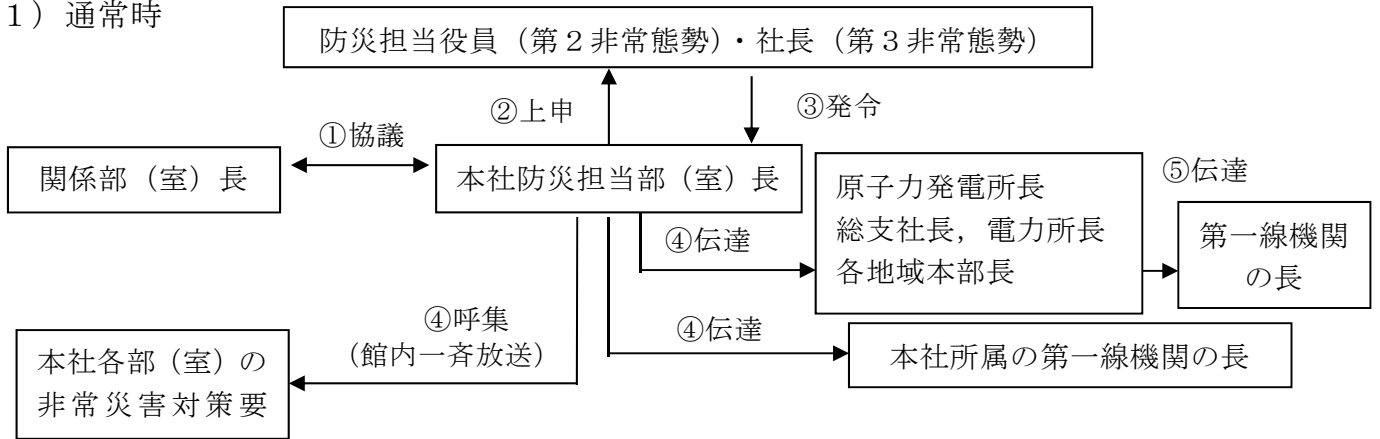 1）通常時
防災担当役員（第２非常態勢）・社長（第３非常態勢）
②上申
③発令
①協議
関係部（室）長
本社防災担当部（室）長
④伝達
原子力発電所長
総支社長，電力所長
各地域本部長
⑤伝達
第一線機関
の長
④呼集
（館内一斉放送）
④伝達
本社各部（室）の
非常災害対策要
本社所属の第一線機関の長